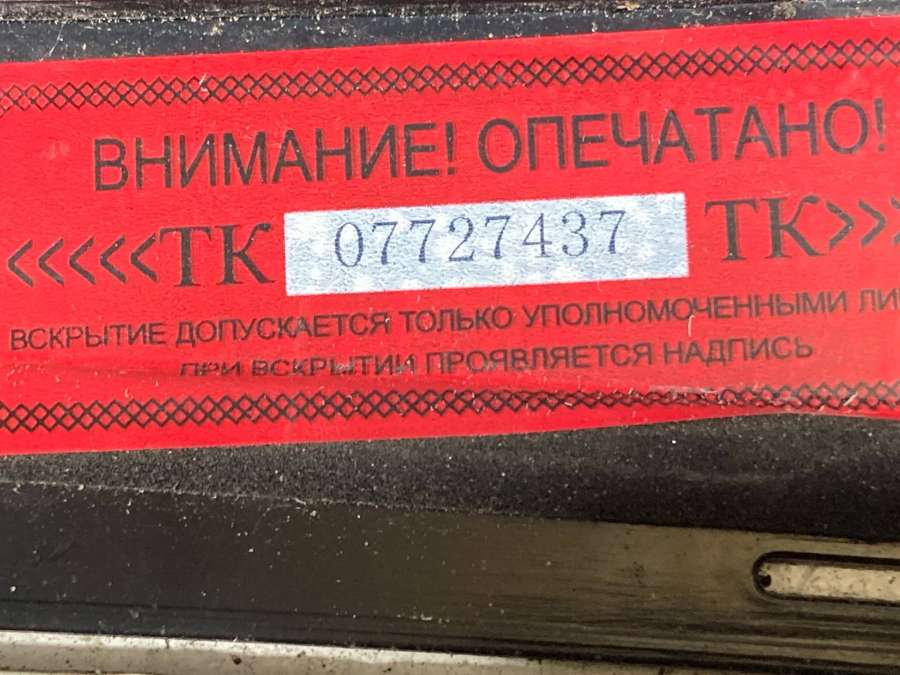 ВНИМАНИЕ! ОПЕЧАТАНО!
<<<<<ТК 07727437 ТК>>>
ВСКРЫТИЕ ДОПУСКАЕТСЯ ТОЛЬКО УПОЛНОМОЧЕННЫМИ
ПРИ ВСКРЫТИИ ПРОЯВЛЯЕТСЯ НАДПИСЬ